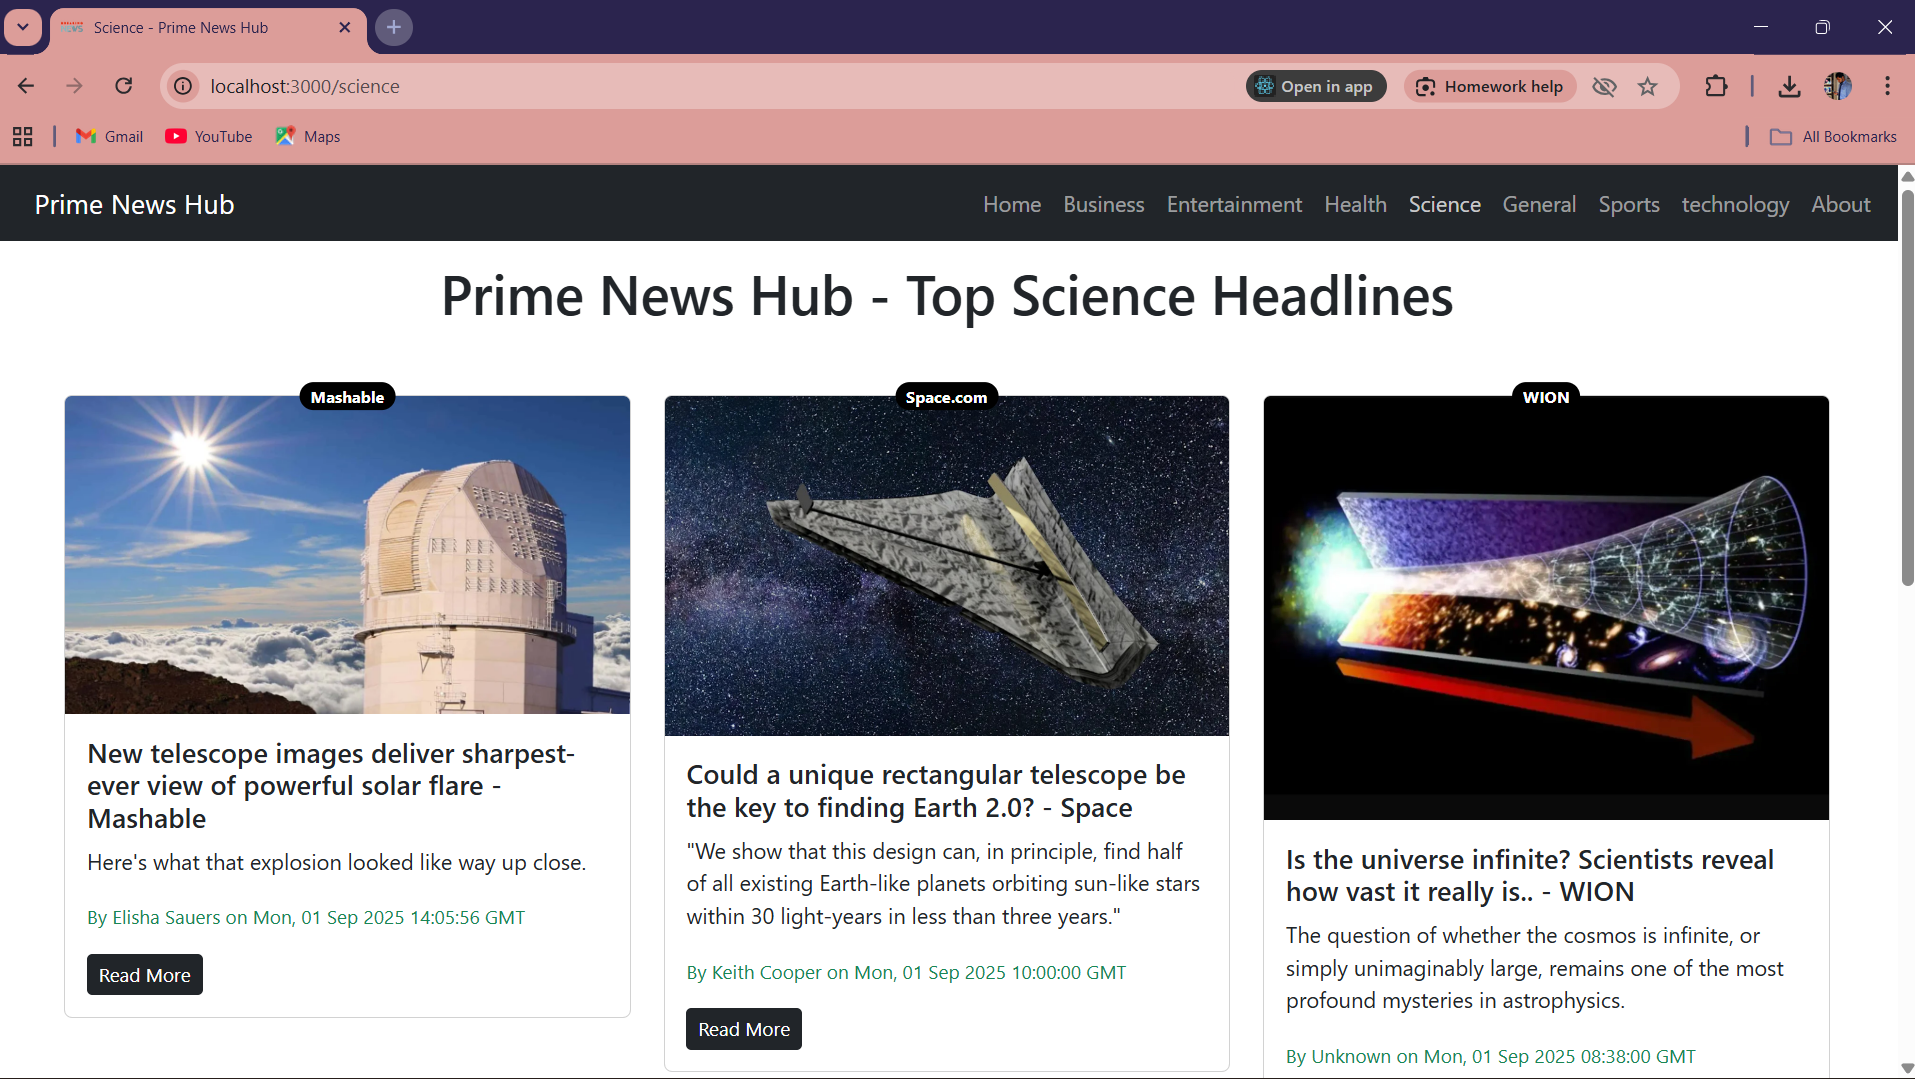 Science - Prime News Hub
localhost:3000/science
Open in app
Homework help
Gmail
YouTube
Maps
All Bookmarks
Prime News Hub
Home
Business
Entertainment
Health
Science
General
Sports
technology
About
Prime News Hub - Top Science Headlines
Mashable
New telescope images deliver sharpest-
ever view of powerful solar flare -
Mashable
Here's what that explosion looked like way up close.
By Elisha Sauers on Mon, 01 Sep 2025 14:05:56 GMT
Read More
Space.com
Could a unique rectangular telescope be
the key to finding Earth 2.0? - Space
"We show that this design can, in principle, find half
of all existing Earth-like planets orbiting sun-like stars
within 30 light-years in less than three years."
By Keith Cooper on Mon, 01 Sep 2025 10:00:00 GMT
Read More
WION
Is the universe infinite? Scientists reveal
how vast it really is.. - WION
The question of whether the cosmos is infinite, or
simply unimaginably large, remains one of the most
profound mysteries in astrophysics.
By Unknown on Mon, 01 Sep 2025 08:38:00 GMT